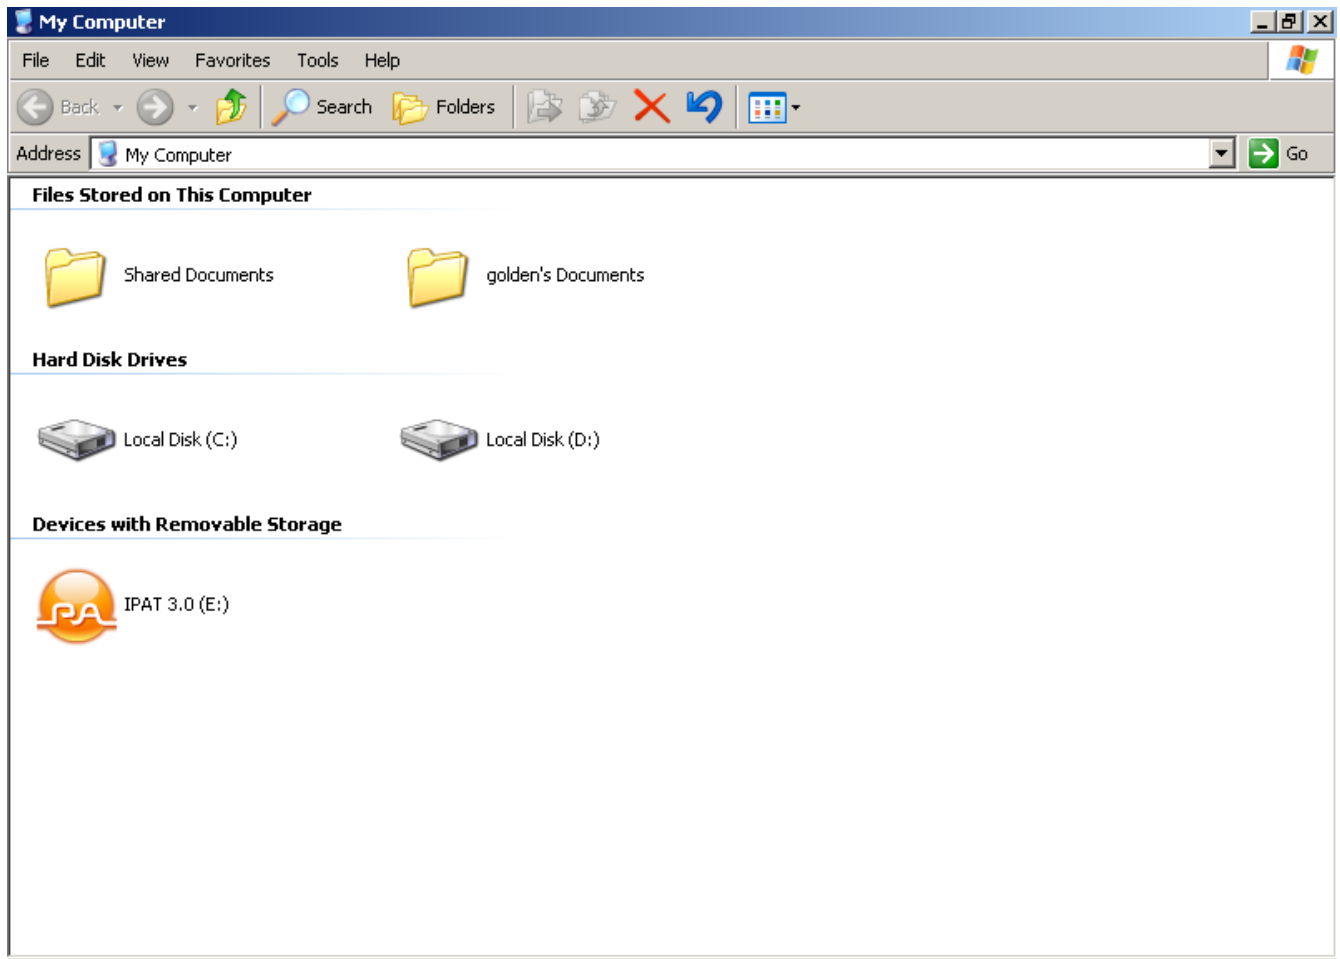 My Computer
File Edit View Favorites Tools Help
Back Search Folders
Address My Computer Go
Files Stored on This Computer
Shared Documents golden's Documents
Hard Disk Drives
Local Disk (C:) Local Disk (D:)
Devices with Removable Storage
PA IPAT 3.0 (E:)